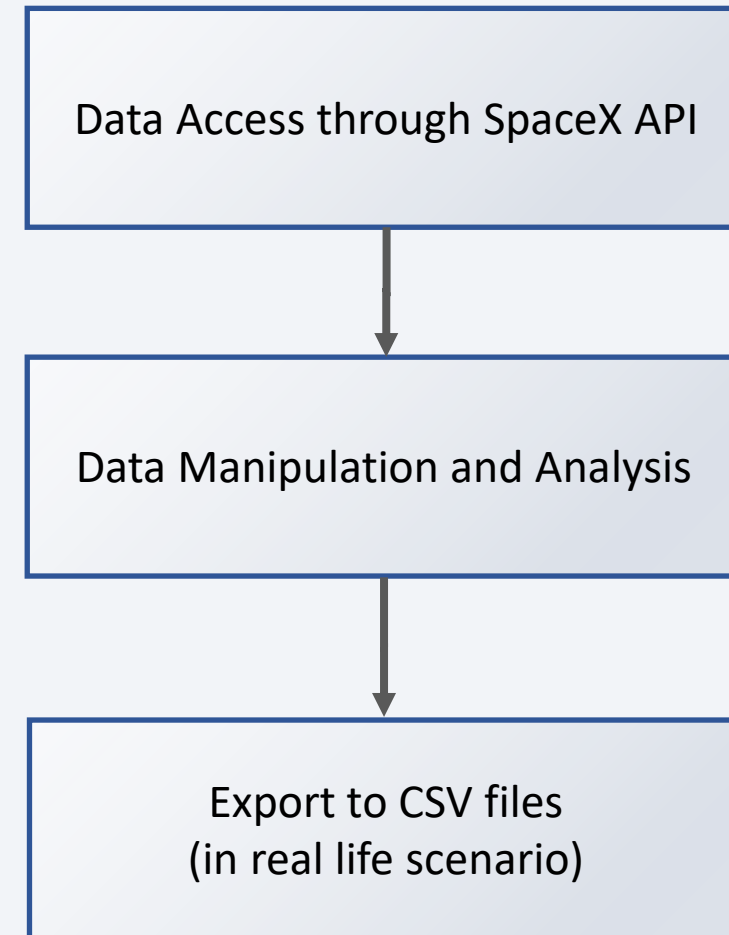 Data Access through SpaceX API
Data Manipulation and Analysis
Export to CSV files
(in real life scenario)